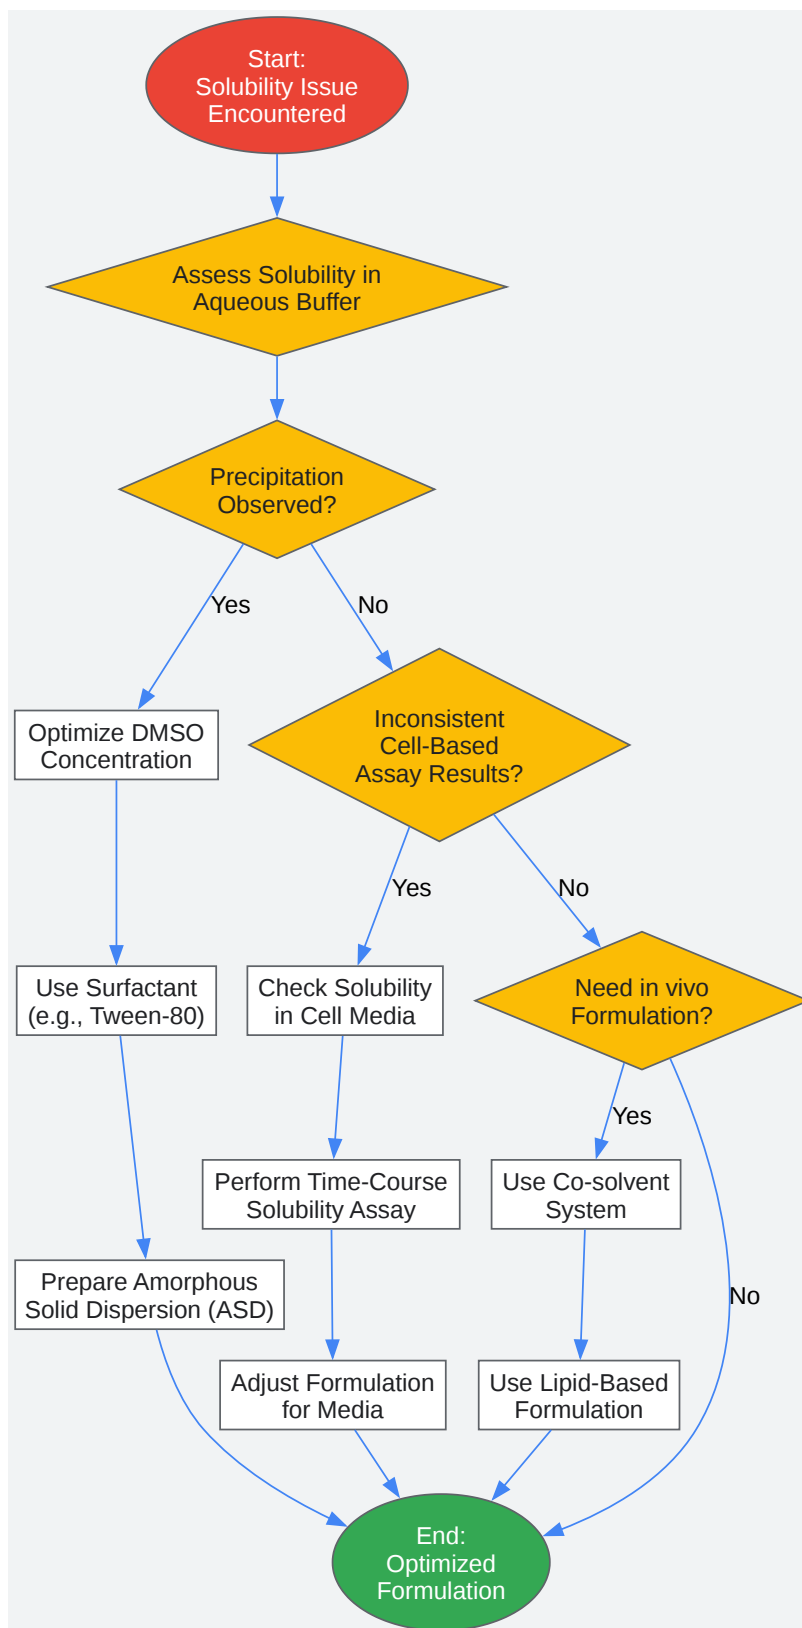 Start:
Solubility Issue
Encountered
Assess Solubility in
Aqueous Buffer
Precipitation
Observed?
Yes
No
Inconsistent
Cell-Based
Assay Results?
Optimize DMSO
Concentration
Yes
No
Use Surfactant
(e.g., Tween-80)
Check Solubility
in Cell Media
Need in vivo
Formulation?
Yes
Perform Time-Course
Solubility Assay
Use Co-solvent
System
Prepare Amorphous
Solid Dispersion (ASD)
No
Adjust Formulation
for Media
Use Lipid-Based
Formulation
End:
Optimized
Formulation